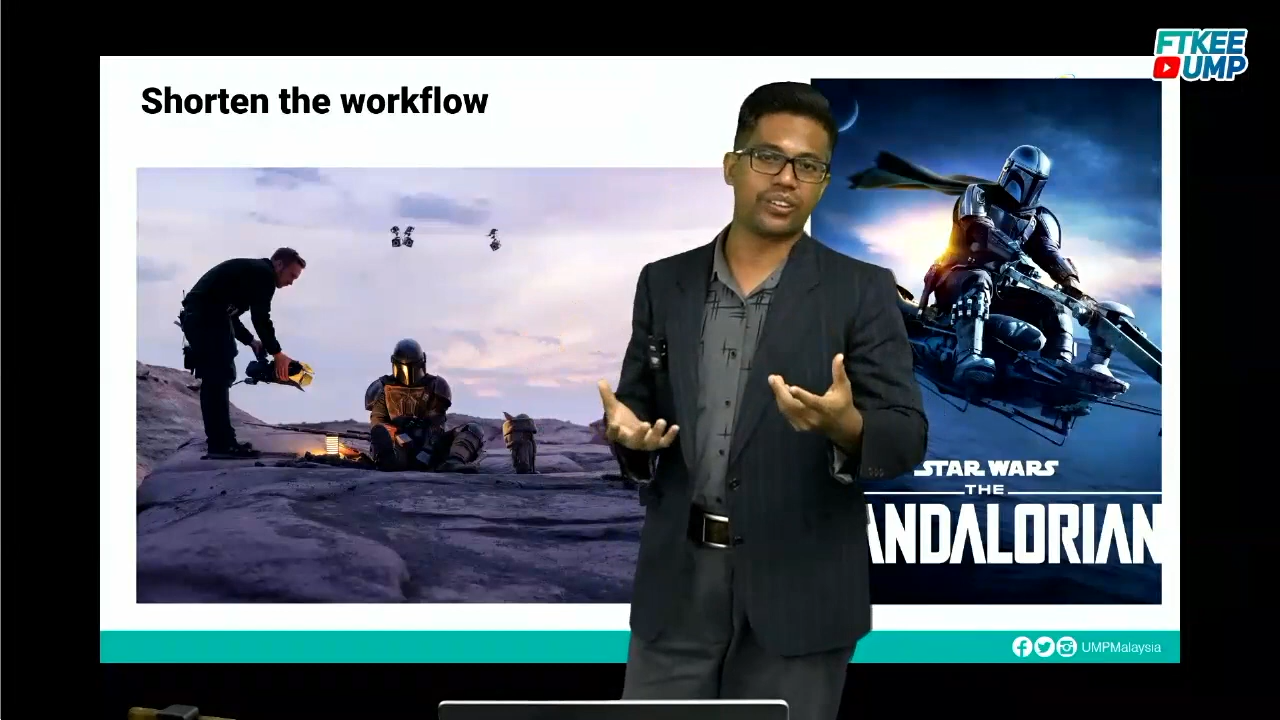 FTKEE
UMP
Shorten the workflow
STAR WARS
THE
ANDALORIAN
UMPMalaysia